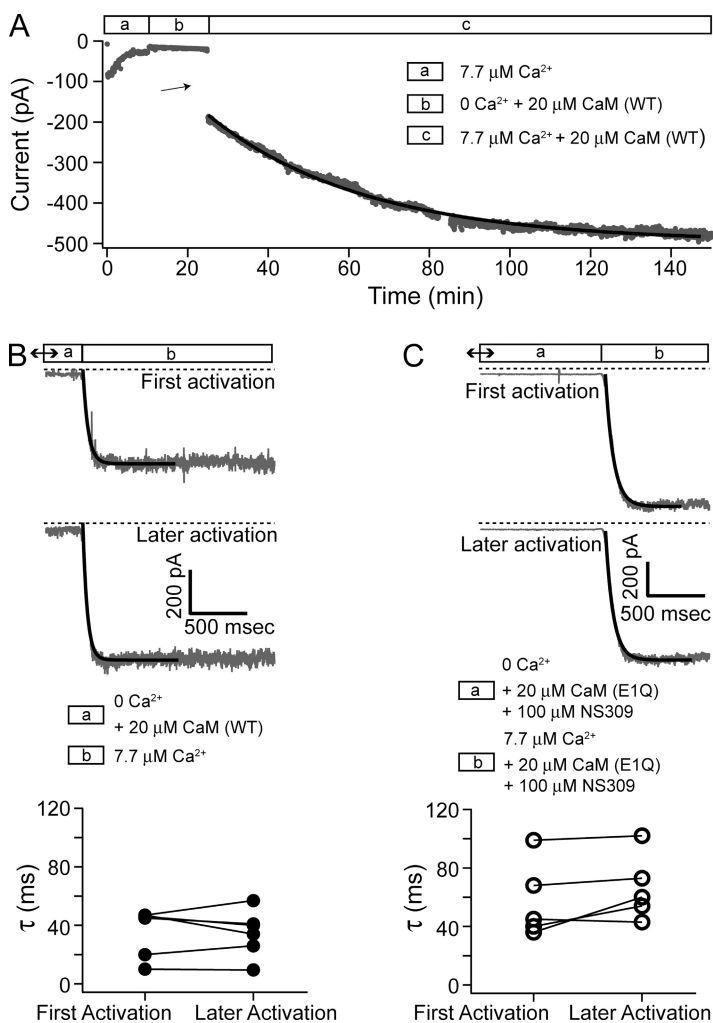 A
a b c
0
-100
-200
-300
-400
-500
Current (pA)
a 7.7 μM Ca²⁺
b 0 Ca²⁺ + 20 μM CaM (WT)
c 7.7 μM Ca²⁺ + 20 μM CaM (WT)
0 20 40 60 80 100 120 140
Time (min)
B
a b
First activation
Later activation
200 pA
500 msec
a 0 Ca²⁺
+ 20 μM CaM (WT)
b 7.7 μM Ca²⁺
120
80
40
0
τ (ms)
First Activation Later Activation
C
a b
First activation
Later activation
200 pA
500 msec
0 Ca²⁺
a + 20 μM CaM (E1Q)
+ 100 μM NS309
7.7 μM Ca²⁺
b + 20 μM CaM (E1Q)
+ 100 μM NS309
120
80
40
0
τ (ms)
First Activation Later Activation